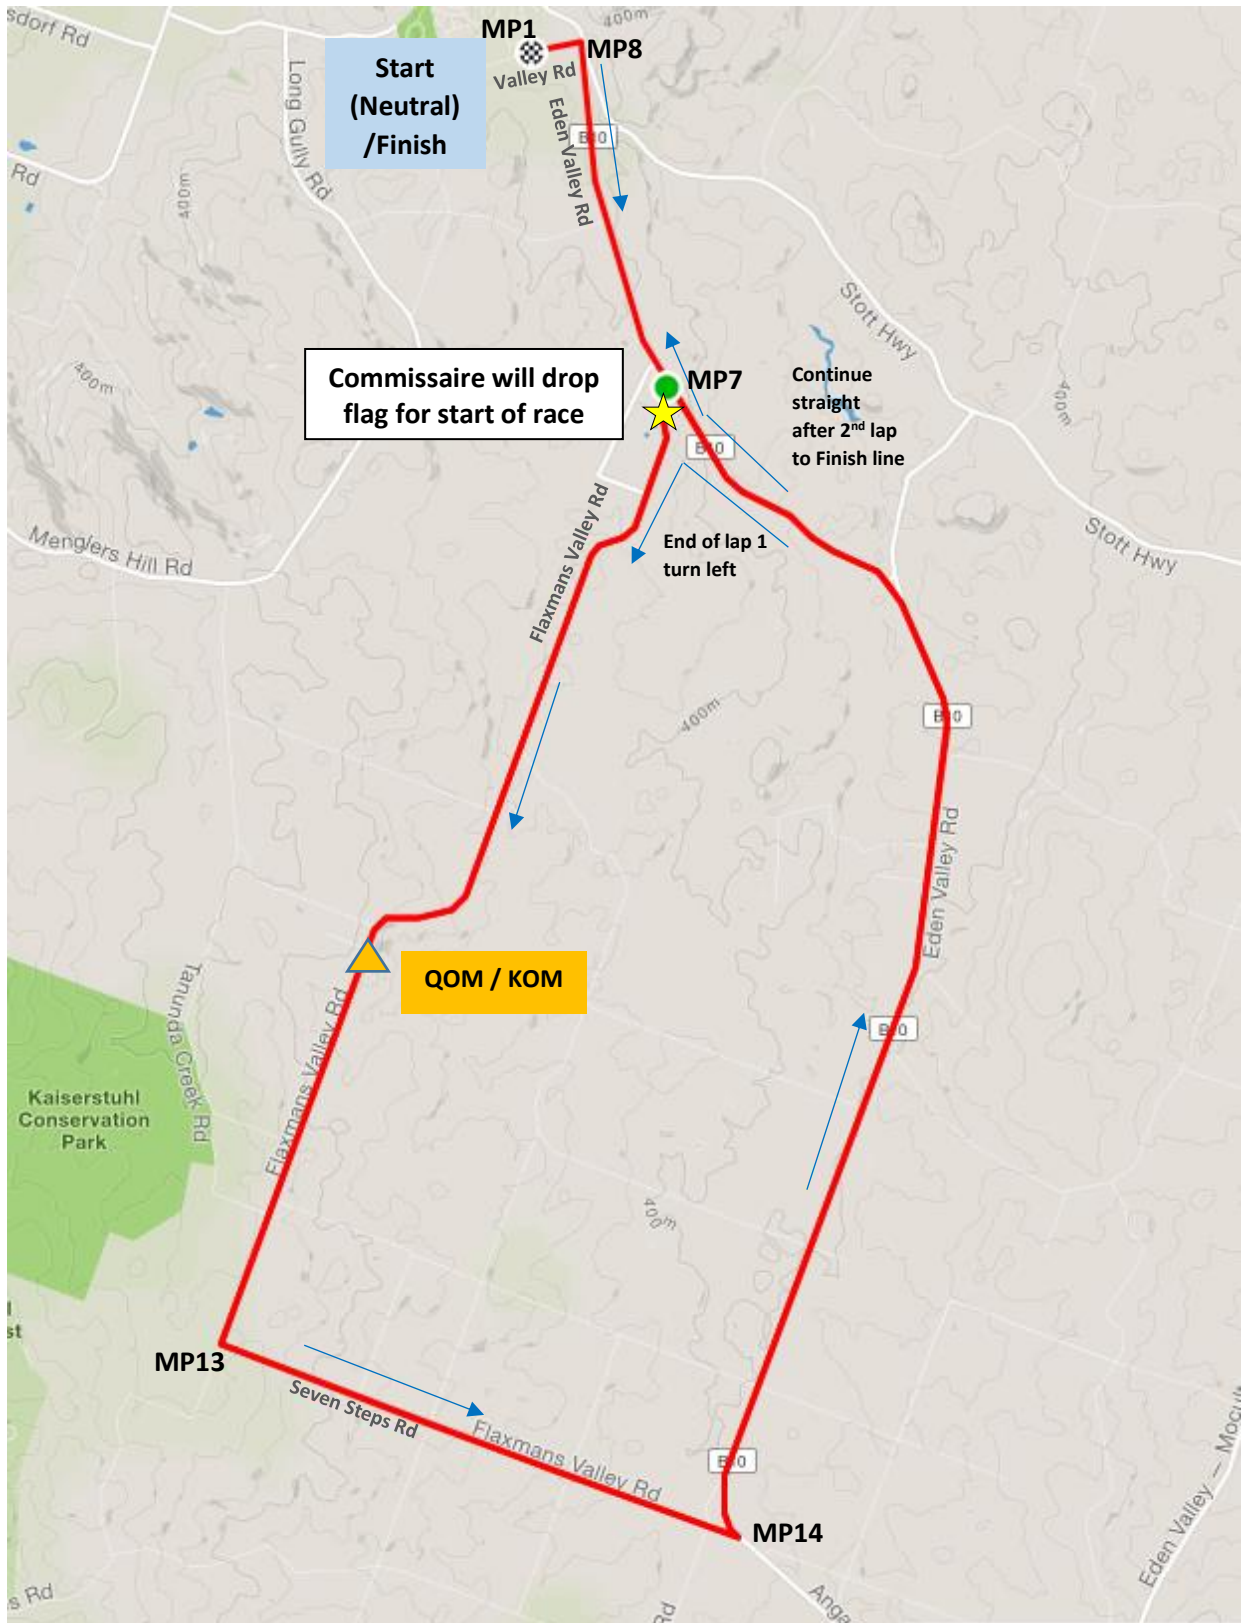 sdorf Rd
400m
MP1
MP8
Start
(Neutral)
/Finish
Valley Rd
Long Gully Rd
B10
Eden Valley Rd
Rd
400m
Stott Hwy
Commissaire will drop
flag for start of race
MP7
Continue
straight
after 2nd lap
to Finish line
400m
400m
B10
Stott Hwy
Menglers Hill Rd
Flaxmans Valley Rd
End of lap 1
turn left
400m
B10
Eden Valley Rd
QOM / KOM
Tanunda Creek Rd
Flaxmans Valley Rd
B10
Kaiserstuhl
Conservation
Park
400m
l
st
MP13
Seven Steps Rd
Flaxmans Valley Rd
B10
MP14
Eden Valley – Mocul
s Rd
Rd
Anga